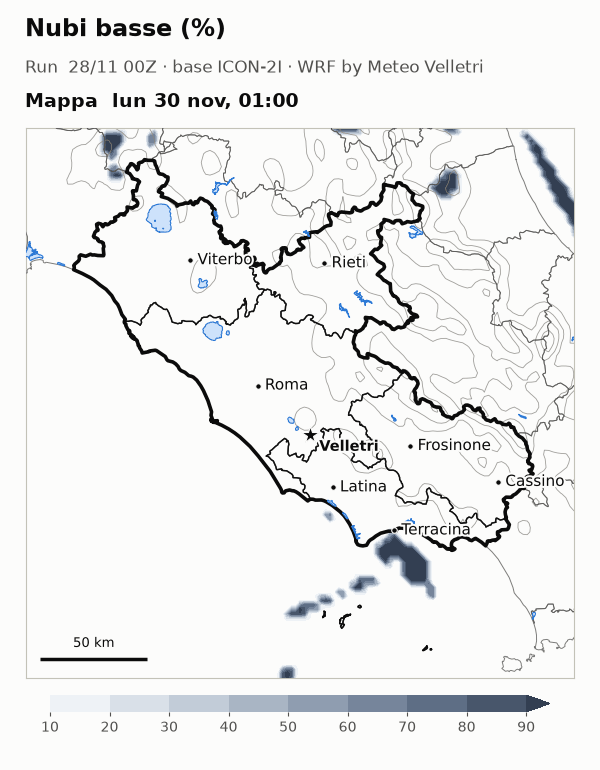 Nubi basse (%)
Run  28/11 00Z · base ICON-2I · WRF by Meteo Velletri
Mappa  lun 30 nov, 01:00
Viterbo
Rieti
Roma
Velletri
Frosinone
Cassino
Latina
Terracina
50 km
10 20 30 40 50 60 70 80 90